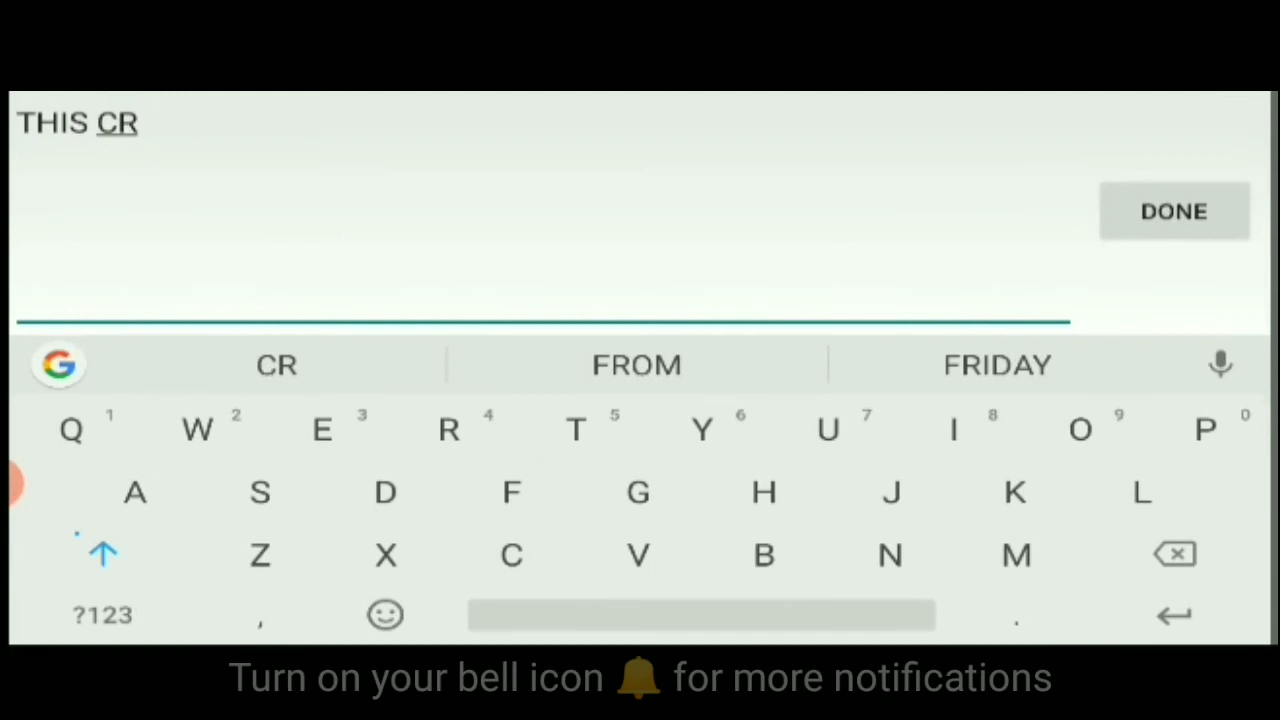 THIS CR
DONE
CR FROM FRIDAY
Q 1 W 2 E 3 R 4 T 5 Y 6 U 7 I 8 O 9 P 0
A S D F G H J K L
Z X C V B N M
?123 , .
Turn on your bell icon 🔔 for more notifications